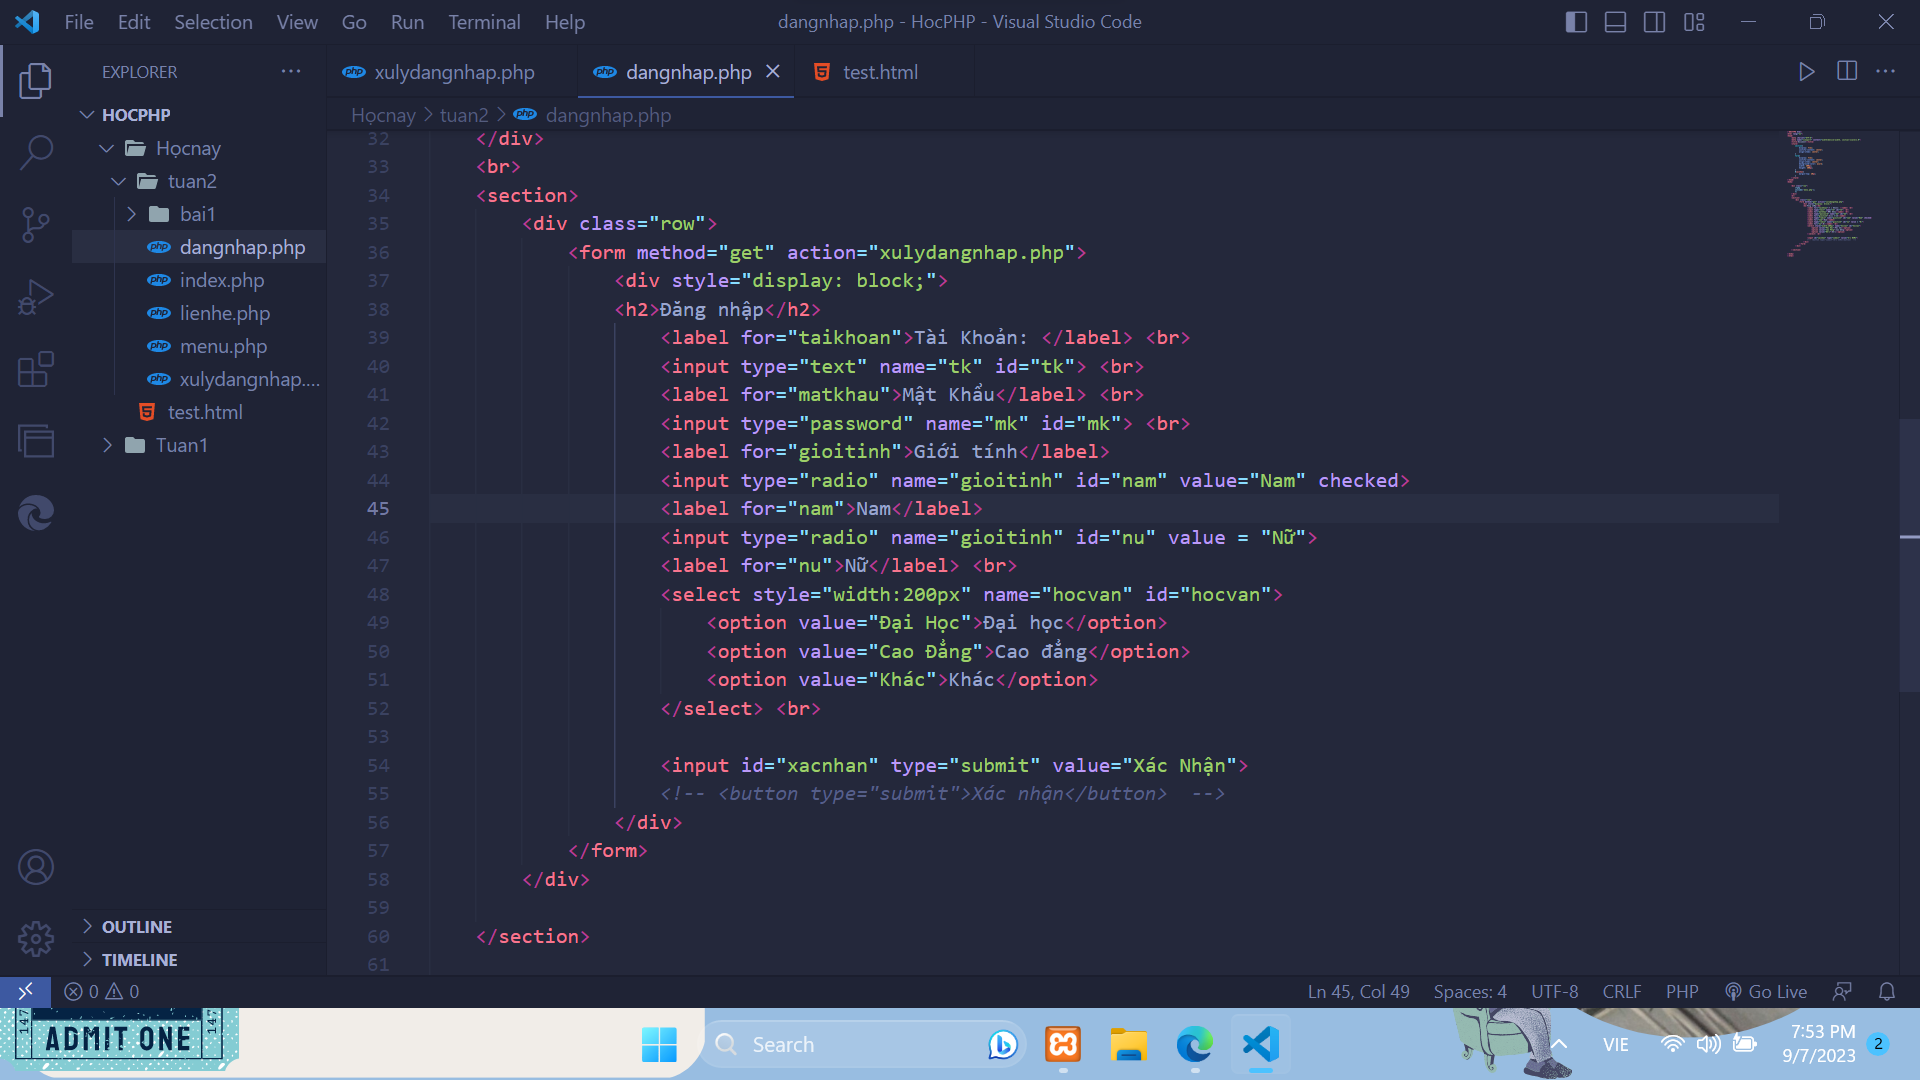 File Edit Selection View Go Run Terminal Help
dangnhap.php - HocPHP - Visual Studio Code
EXPLORER
xulydangnhap.php
dangnhap.php
test.html
HOCPHP
Họcnay
tuan2
bai1
dangnhap.php
index.php
lienhe.php
menu.php
xulydangnhap....
test.html
Tuan1
OUTLINE
TIMELINE
Họcnay > tuan2 > dangnhap.php
32 </div>
33 <br>
34 <section>
35 <div class="row">
36 <form method="get" action="xulydangnhap.php">
37 <div style="display: block;">
38 <h2>Đăng nhập</h2>
39 <label for="taikhoan">Tài Khoản: </label> <br>
40 <input type="text" name="tk" id="tk"> <br>
41 <label for="matkhau">Mật Khẩu</label> <br>
42 <input type="password" name="mk" id="mk"> <br>
43 <label for="gioitinh">Giới tính</label>
44 <input type="radio" name="gioitinh" id="nam" value="Nam" checked>
45 <label for="nam">Nam</label>
46 <input type="radio" name="gioitinh" id="nu" value = "Nữ">
47 <label for="nu">Nữ</label> <br>
48 <select style="width:200px" name="hocvan" id="hocvan">
49 <option value="Đại Học">Đại học</option>
50 <option value="Cao Đẳng">Cao đẳng</option>
51 <option value="Khác">Khác</option>
52 </select> <br>
53
54 <input id="xacnhan" type="submit" value="Xác Nhận">
55 <!-- <button type="submit">Xác nhận</button>  -->
56 </div>
57 </form>
58 </div>
59
60 </section>
61
0 0
Ln 45, Col 49 Spaces: 4 UTF-8 CRLF PHP Go Live
147 ADMIT ONE 147
Search
VIE
7:53 PM
9/7/2023
2